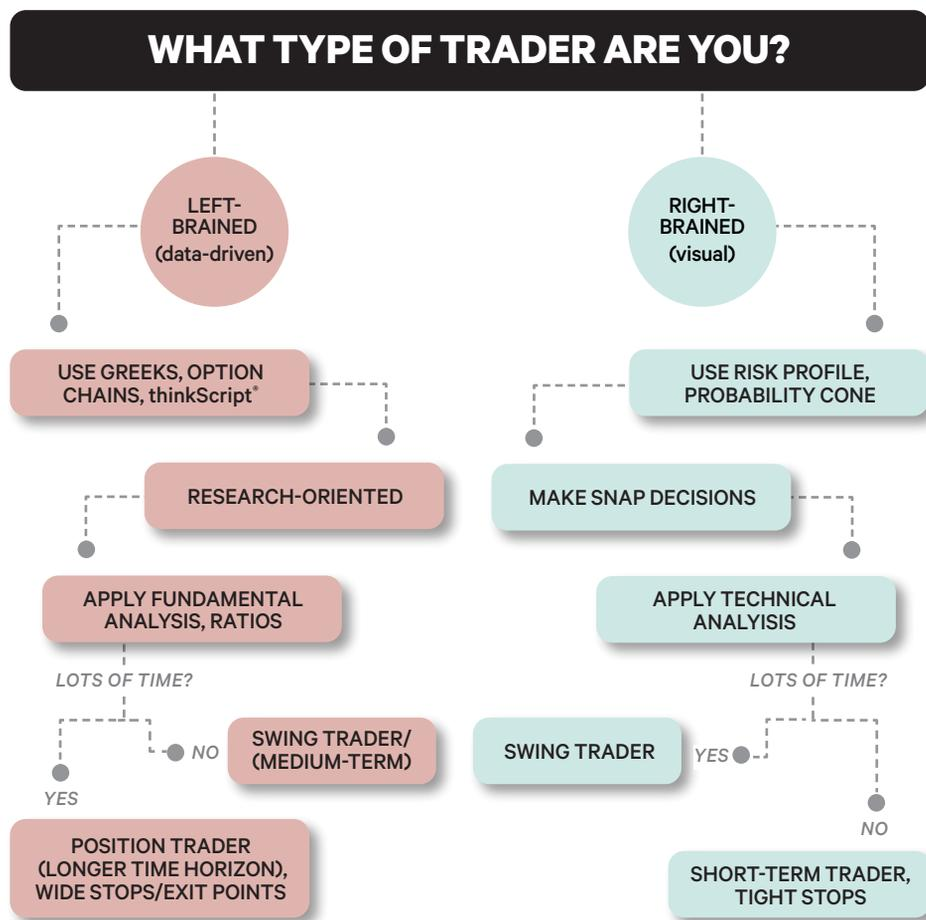 WHAT TYPE OF TRADER ARE YOU?
LEFT-
BRAINED
(data-driven)
RIGHT-
BRAINED
(visual)
USE GREEKS, OPTION
CHAINS, thinkScript®
USE RISK PROFILE,
PROBABILITY CONE
RESEARCH-ORIENTED
MAKE SNAP DECISIONS
APPLY FUNDAMENTAL
ANALYSIS, RATIOS
APPLY TECHNICAL
ANALYISIS
LOTS OF TIME?
LOTS OF TIME?
NO
SWING TRADER/
(MEDIUM-TERM)
SWING TRADER
YES
YES
NO
POSITION TRADER
(LONGER TIME HORIZON),
WIDE STOPS/EXIT POINTS
SHORT-TERM TRADER,
TIGHT STOPS